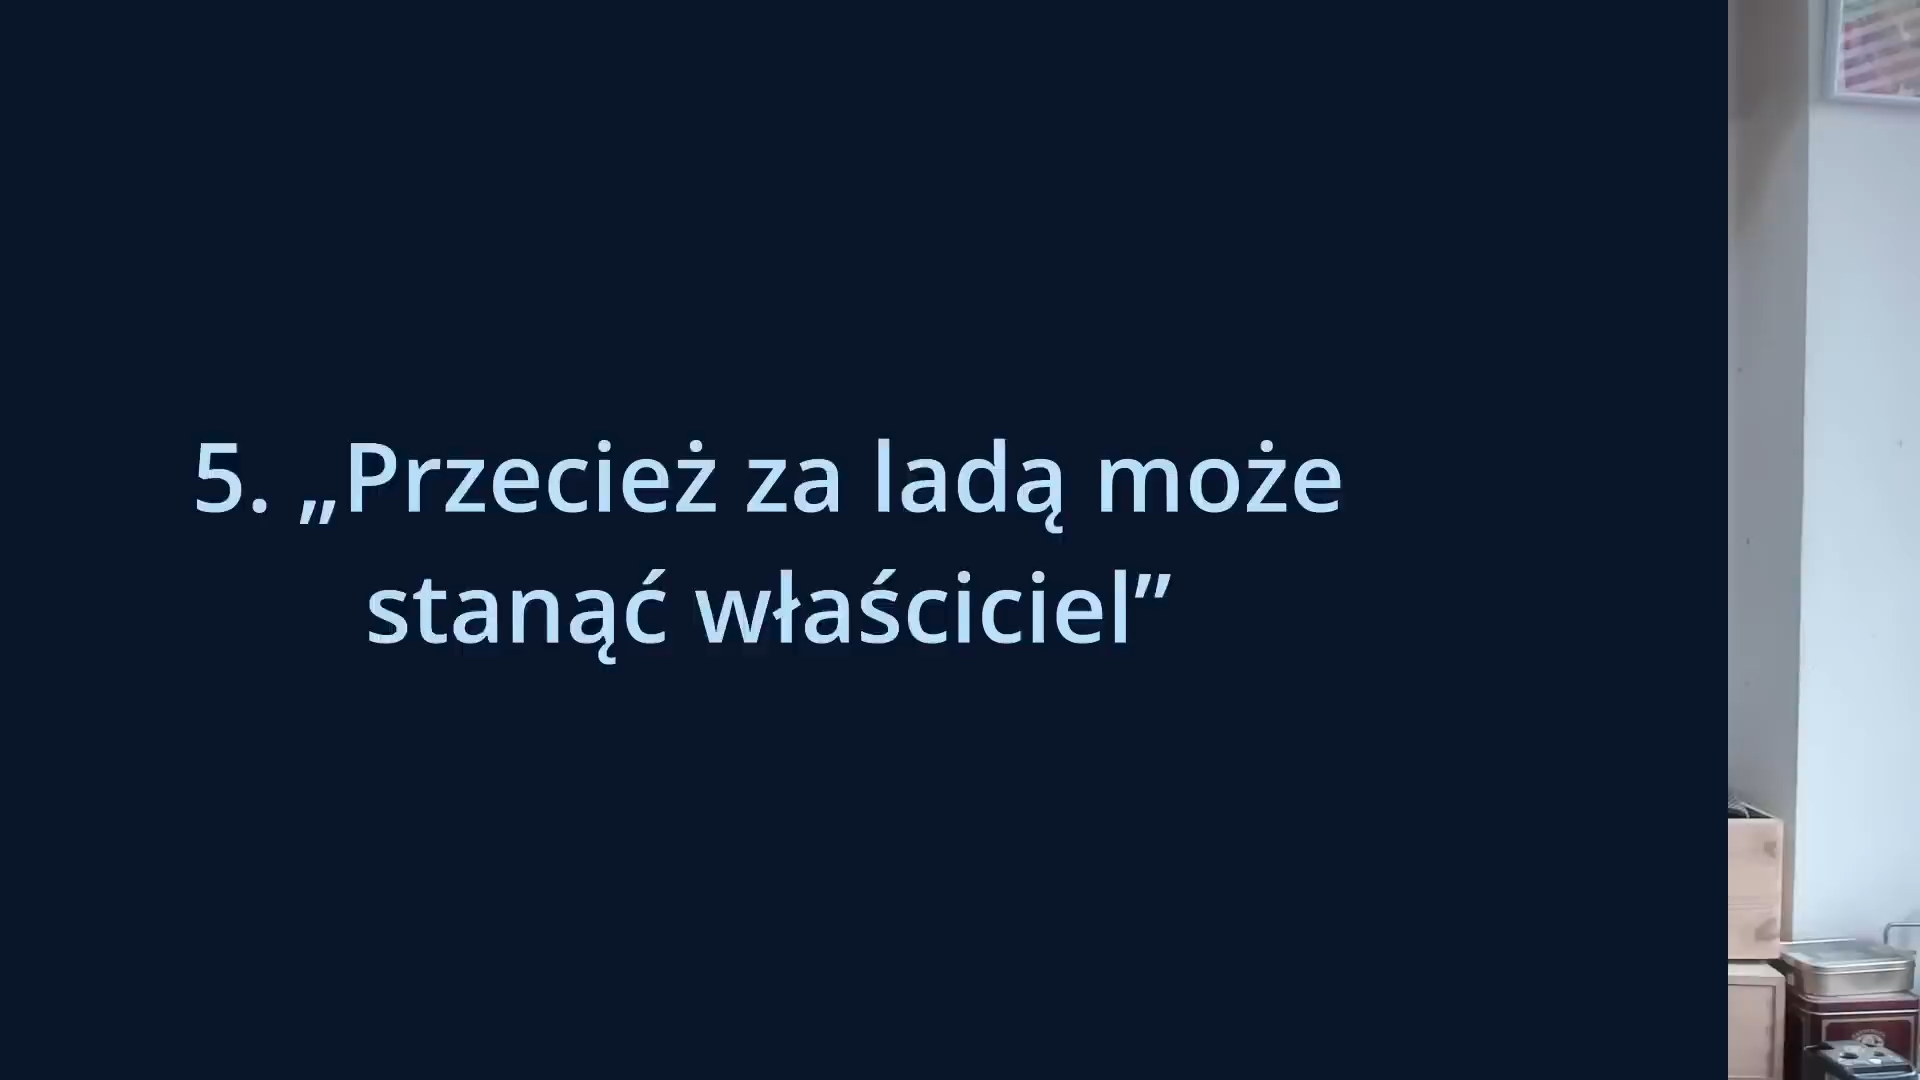 5. „Przecież za ladą może
stanąć właściciel”